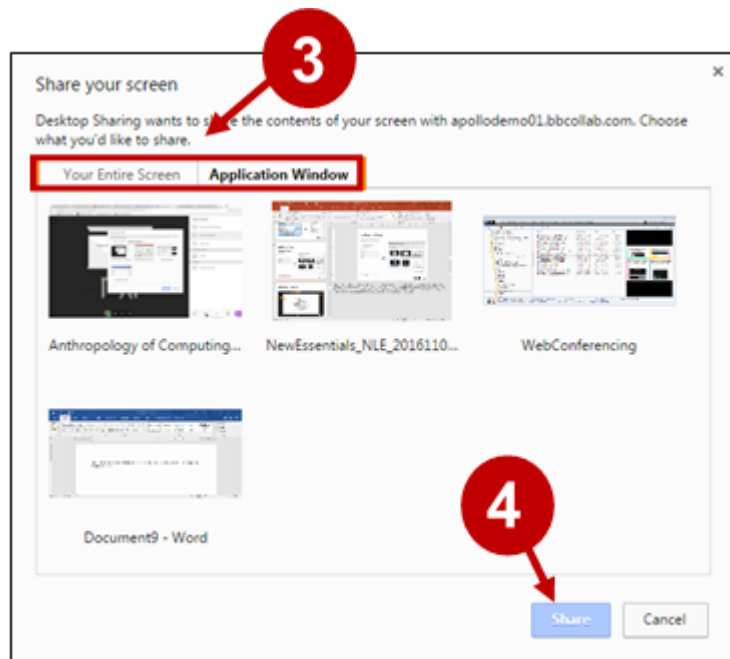 3
Share your screen
×
Desktop Sharing wants to share the contents of your screen with apollodemo01.bbcollab.com. Choose
what you'd like to share.
Your Entire Screen Application Window
Anthropology of Computing... NewEssentials_NLE_2016110... WebConferencing
Document9 - Word
4
Share Cancel